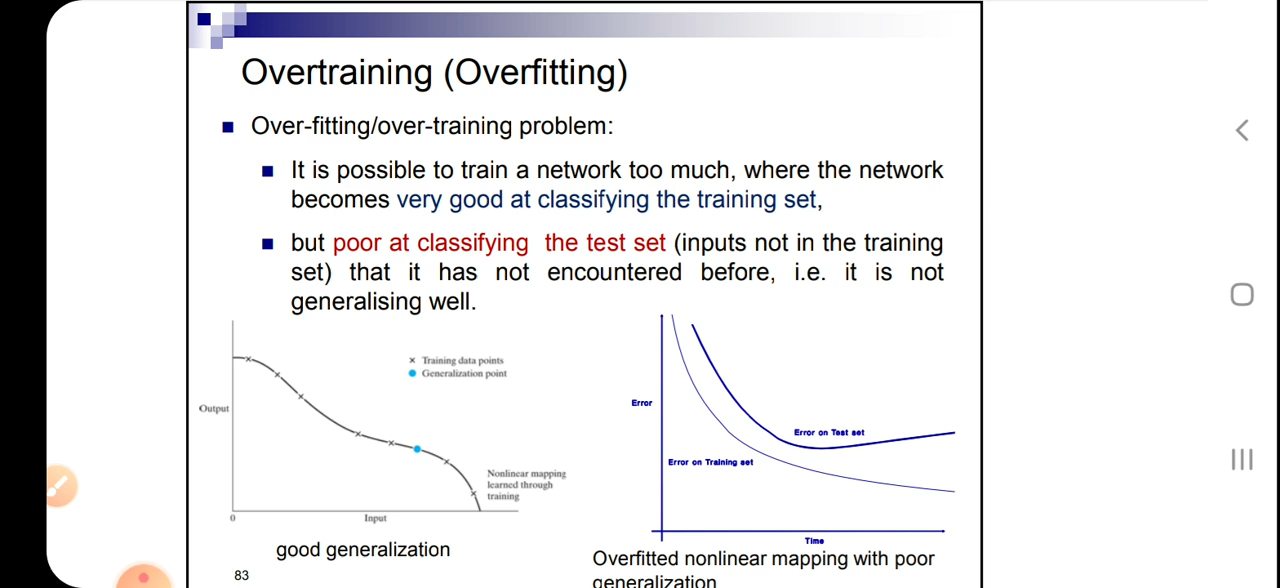 Overtraining (Overfitting)
Over-fitting/over-training problem:
It is possible to train a network too much, where the network
becomes very good at classifying the training set,
but poor at classifying the test set (inputs not in the training
set) that it has not encountered before, i.e. it is not
generalising well.
× Training data points
Generalization point
Output
Nonlinear mapping
learned through
training
0
Input
good generalization
Error
Error on Test set
Error on Training set
Time
Overfitted nonlinear mapping with poor
generalization
83